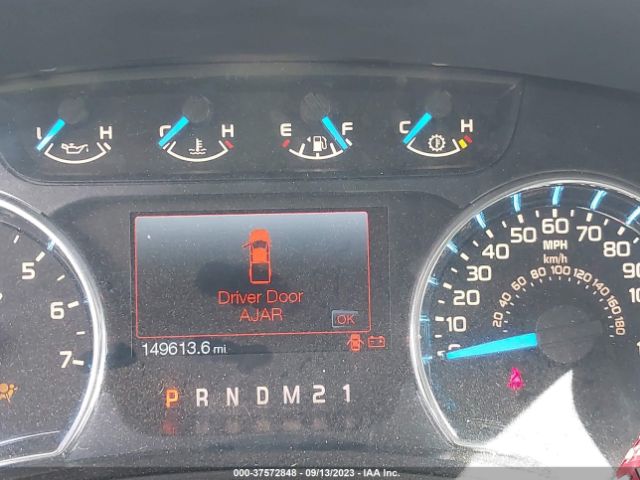 L H C H E F C H
5 6 7
Driver Door
AJAR
OK
149613.6 mi
P R N D M 2 1
0 10 20 30 40 50 60 70 80 90
MPH
km/h
20 40 60 80 100 120 140 160 180
000-37572848 - 09/13/2023 - IAA Inc.